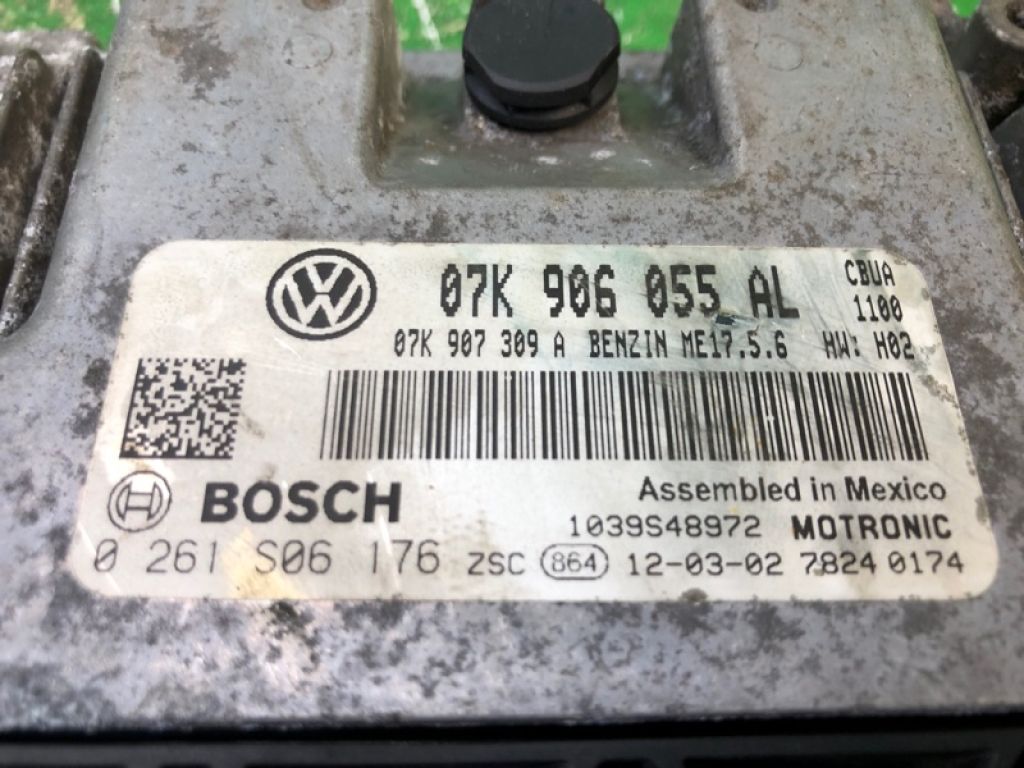 07K 906 055 AL CBUA
1100
07K 907 309 A BENZIN ME17.5.6 HW: H02
BOSCH Assembled in Mexico
1039S48972 MOTRONIC
0 261 S06 176 ZSC 864 12-03-02 7824 0174